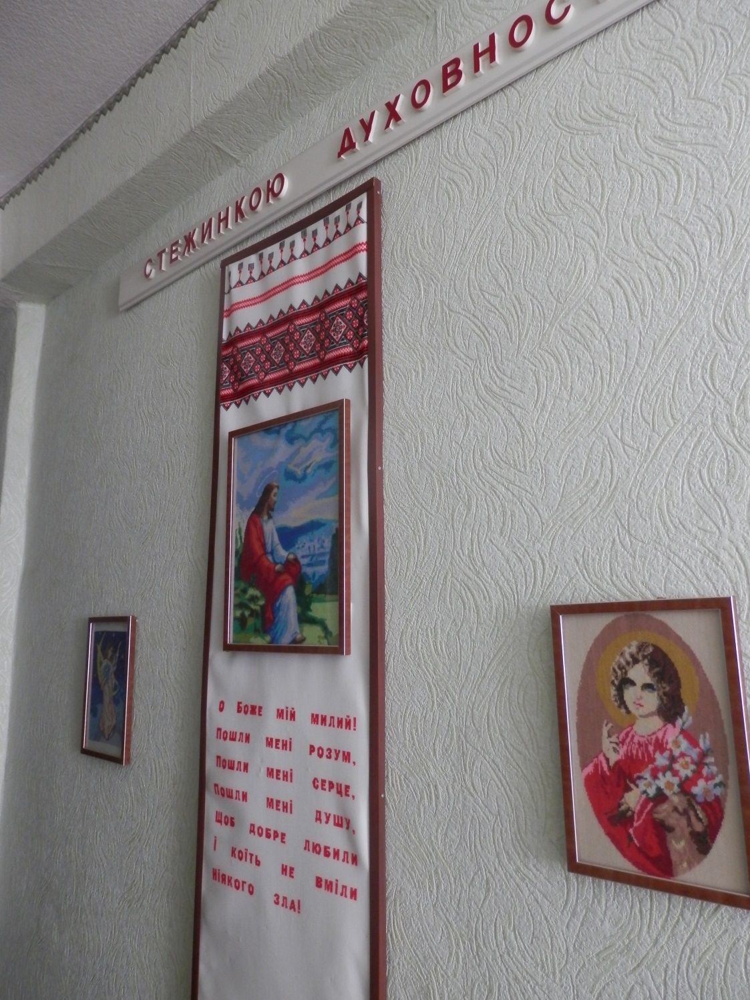 СТЕЖИНКОЮ ДУХОВНОС
О Боже мій милий!
Пошли мені розум,
Пошли мені серце,
Пошли мені душу,
Щоб добре любили
І коїть не вміли
Ніякого зла!